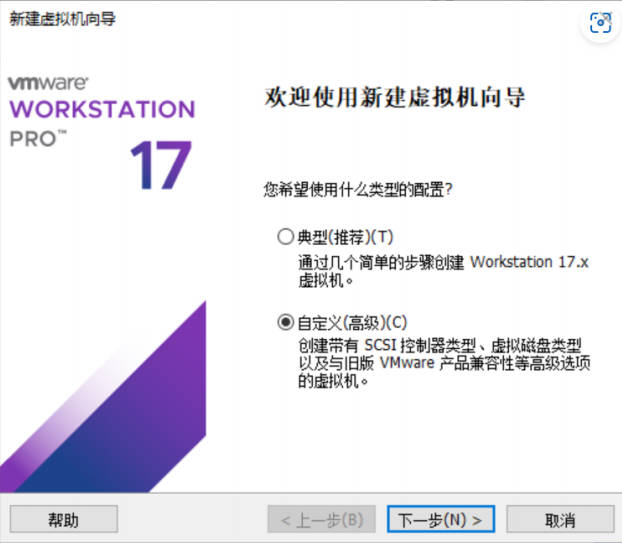 新建虚拟机向导
vmware
WORKSTATION
PRO™
17
欢迎使用新建虚拟机向导
您希望使用什么类型的配置?
典型(推荐)(T)
通过几个简单的步骤创建 Workstation 17.x
虚拟机。
自定义(高级)(C)
创建带有 SCSI 控制器类型、虚拟磁盘类型
以及与旧版 VMware 产品兼容性等高级选项
的虚拟机。
帮助
< 上一步(B)
下一步(N) >
取消